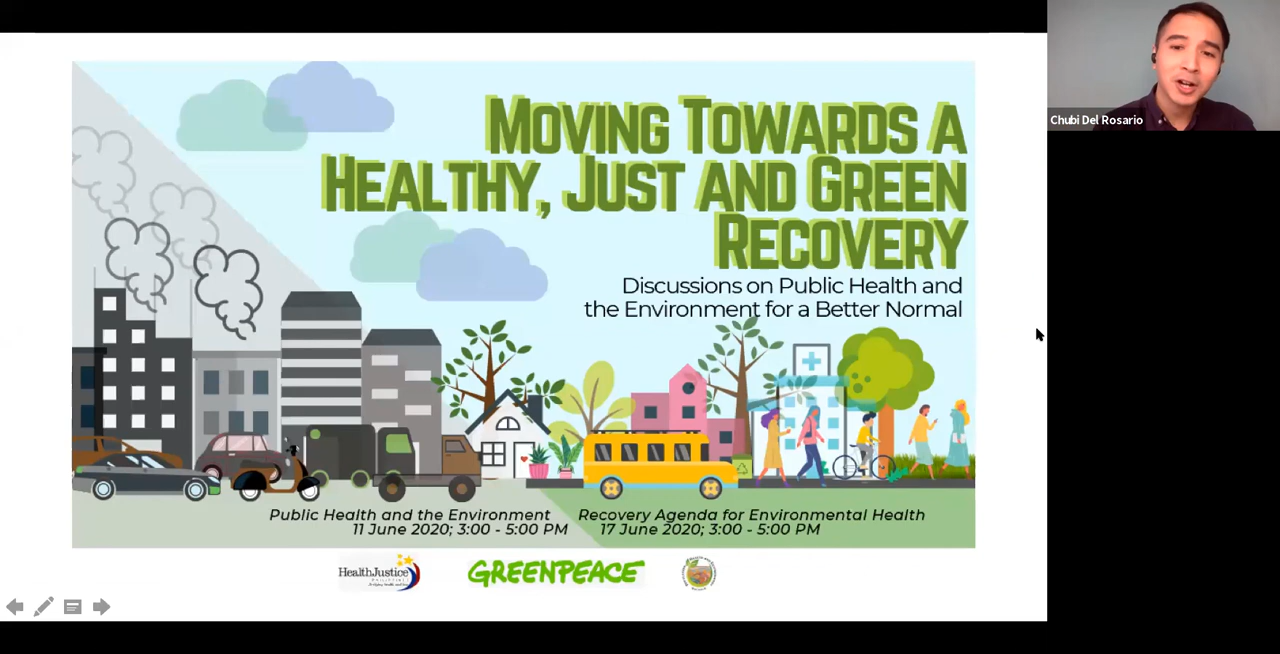 MOVING TOWARDS A
HEALTHY, JUST AND GREEN
RECOVERY
Discussions on Public Health and
the Environment for a Better Normal
Public Health and the Environment
11 June 2020; 3:00 - 5:00 PM
Recovery Agenda for Environmental Health
17 June 2020; 3:00 - 5:00 PM
HealthJustice
PHILIPPINES
GREENPEACE
Chubi Del Rosario